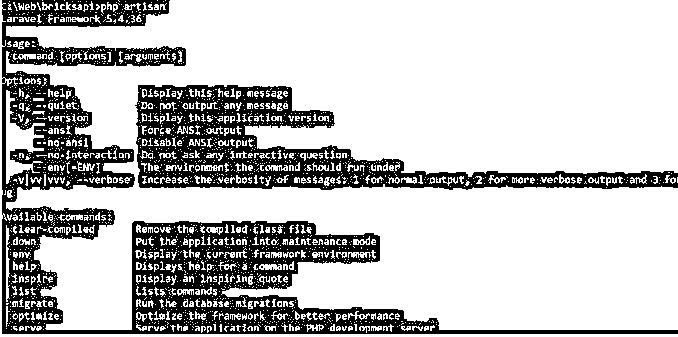 C:\Web\bricksapi>php artisan
Laravel Framework 5.4.36
Usage:
command [options] [arguments]
Options:
-h, --help Display this help message
-q, --quiet Do not output any message
-V, --version Display this application version
--ansi Force ANSI output
--no-ansi Disable ANSI output
-n, --no-interaction Do not ask any interactive question
--env[=ENV] The environment the command should run under
-v|vv|vvv, --verbose Increase the verbosity of messages: 1 for normal output, 2 for more verbose output and 3 for
ug
Available commands:
clear-compiled Remove the compiled class file
down Put the application into maintenance mode
env Display the current framework environment
help Displays help for a command
inspire Display an inspiring quote
list Lists commands
migrate Run the database migrations
optimize Optimize the framework for better performance
serve Serve the application on the PHP development server